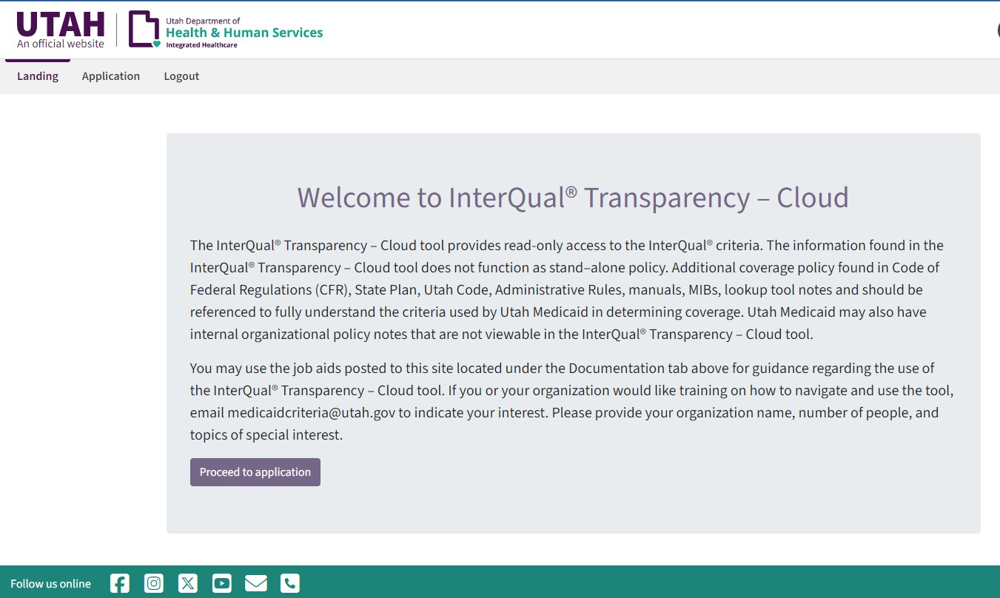 UTAH
An official website
Utah Department of
Health & Human Services
Integrated Healthcare
Landing Application Logout
Welcome to InterQual® Transparency – Cloud
The InterQual® Transparency – Cloud tool provides read-only access to the InterQual® criteria. The information found in the
InterQual® Transparency – Cloud tool does not function as stand–alone policy. Additional coverage policy found in Code of
Federal Regulations (CFR), State Plan, Utah Code, Administrative Rules, manuals, MIBs, lookup tool notes and should be
referenced to fully understand the criteria used by Utah Medicaid in determining coverage. Utah Medicaid may also have
internal organizational policy notes that are not viewable in the InterQual® Transparency – Cloud tool.
You may use the job aids posted to this site located under the Documentation tab above for guidance regarding the use of
the InterQual® Transparency – Cloud tool. If you or your organization would like training on how to navigate and use the tool,
email medicaidcriteria@utah.gov to indicate your interest. Please provide your organization name, number of people, and
topics of special interest.
Proceed to application
Follow us online